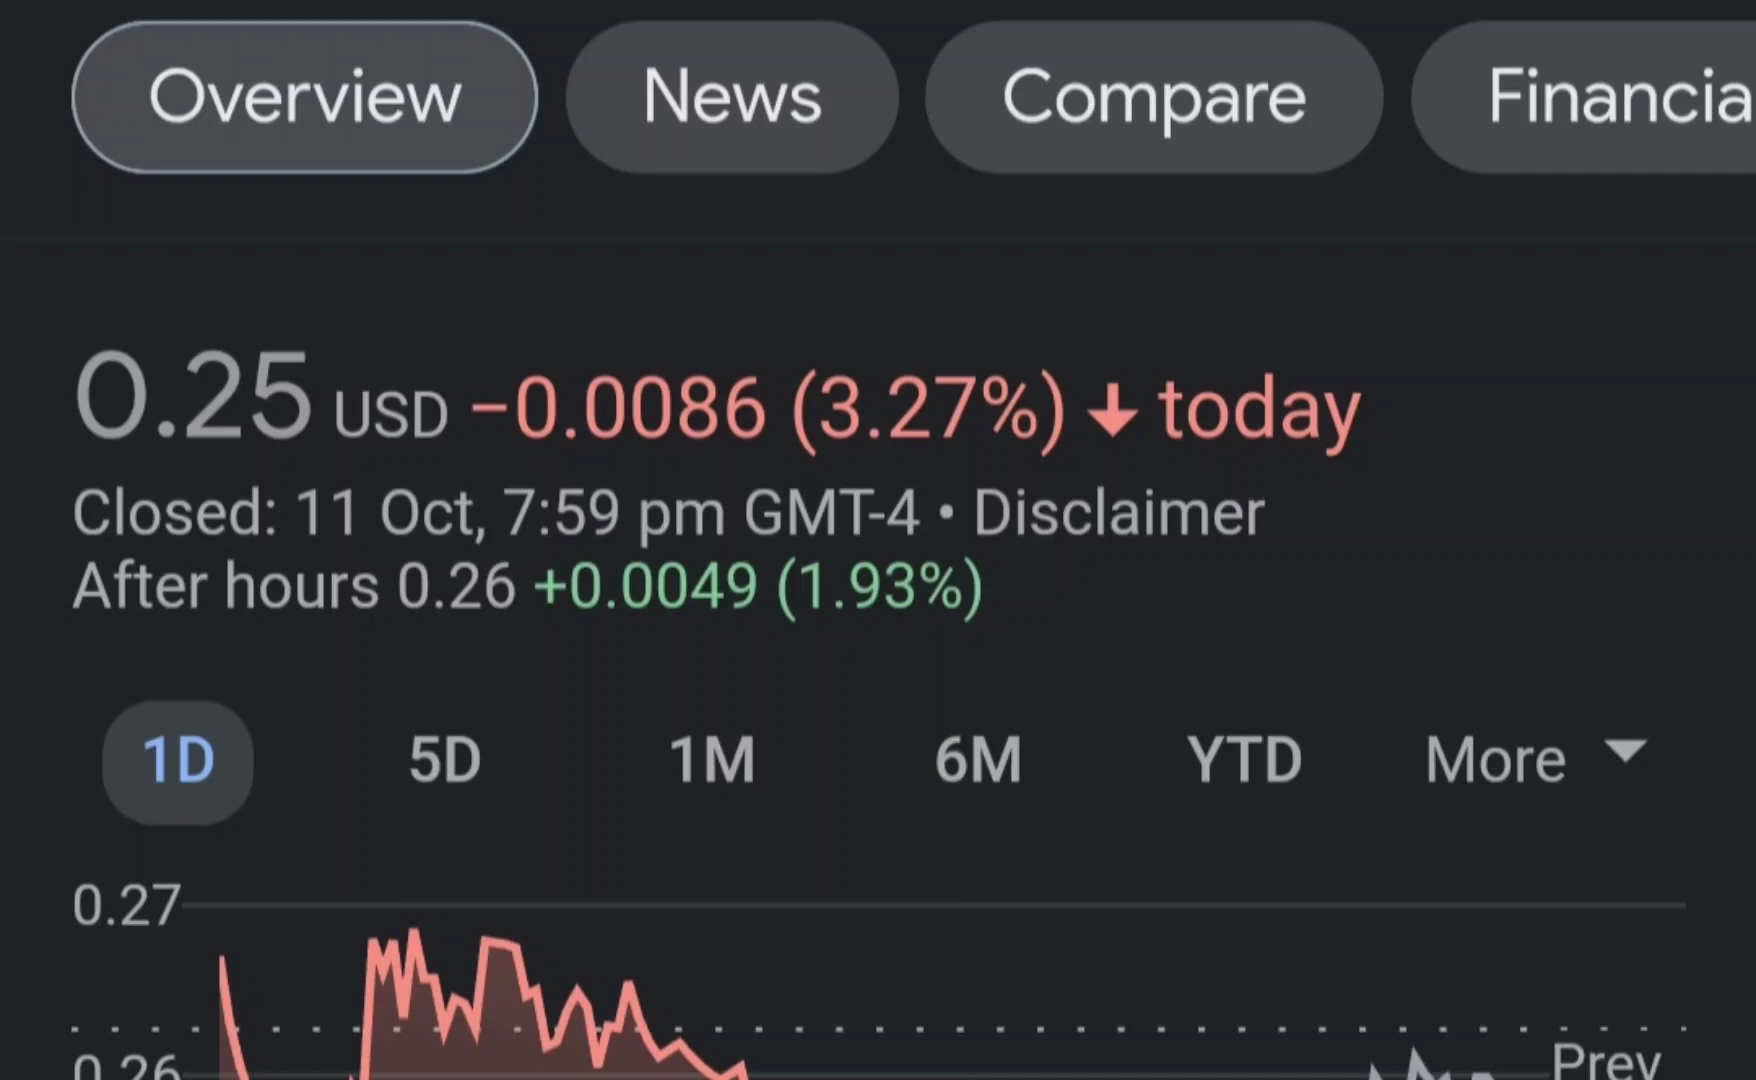 Overview News Compare Financia
0.25 USD −0.0086 (3.27%) ↓ today
Closed: 11 Oct, 7:59 pm GMT-4 • Disclaimer
After hours 0.26 +0.0049 (1.93%)
1D 5D 1M 6M YTD More
0.27
0.26
Prev